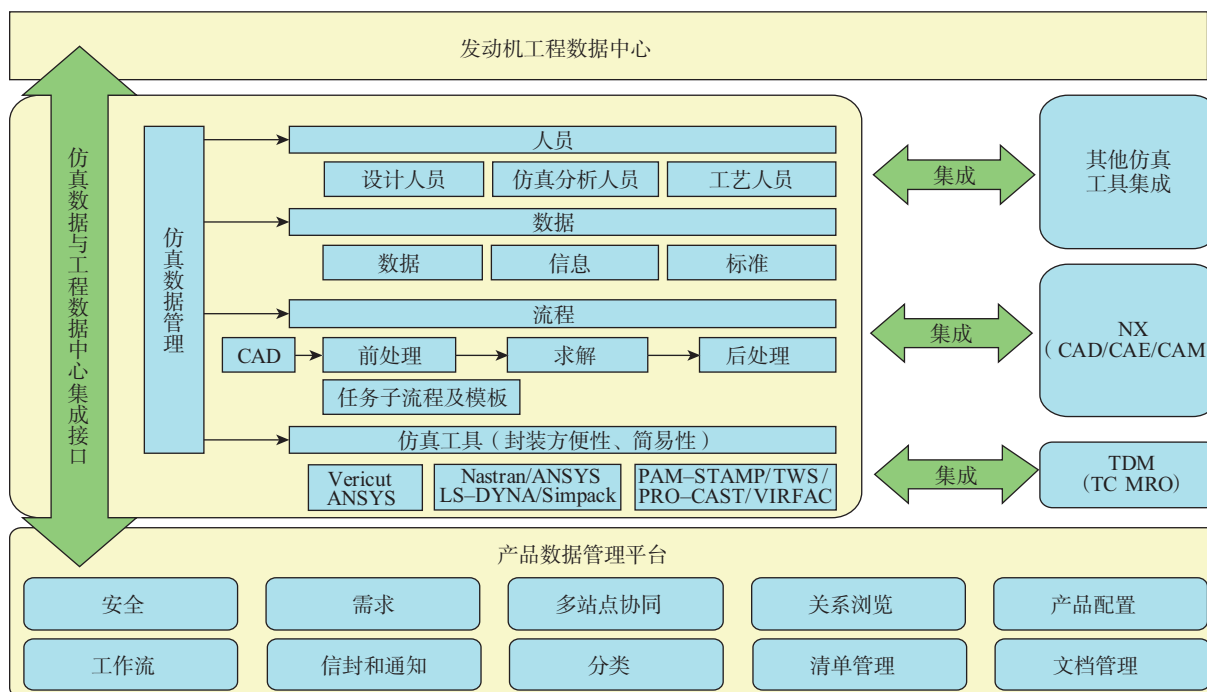 发动机工程数据中心
仿真数据与工程数据中心集成接口
仿真数据管理
人员
设计人员
仿真分析人员
工艺人员
数据
数据
信息
标准
流程
CAD
前处理
求解
后处理
任务子流程及模板
仿真工具（封装方便性、简易性）
Vericut
ANSYS
Nastran/ANSYS
LS–DYNA/Simpack
PAM–STAMP/TWS/
PRO–CAST/VIRFAC
集成
其他仿真
工具集成
集成
NX
（CAD/CAE/CAM
集成
TDM
（TC MRO）
产品数据管理平台
安全
需求
多站点协同
关系浏览
产品配置
工作流
信封和通知
分类
清单管理
文档管理